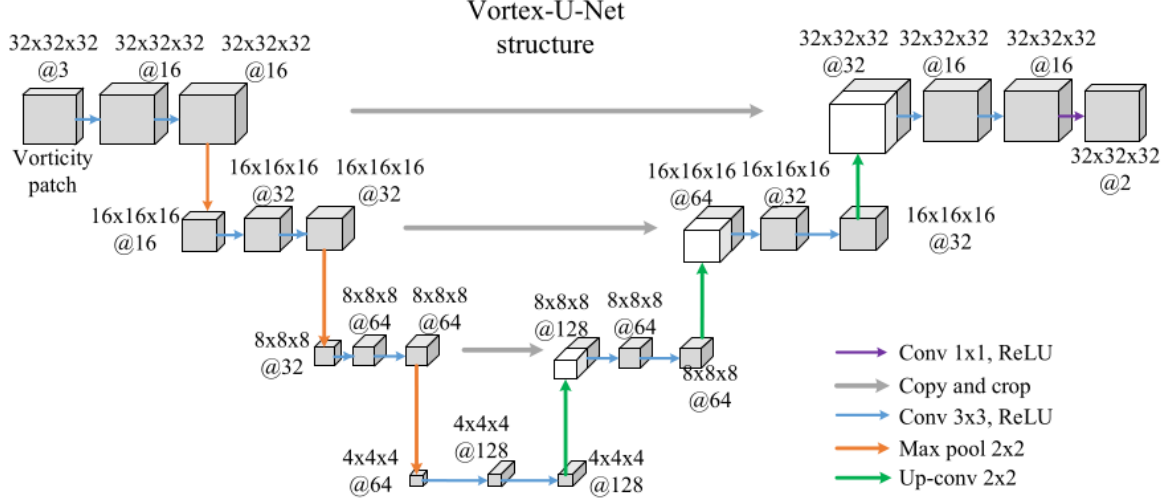 Vortex-U-Net
structure
32x32x32
@3
32x32x32
@16
32x32x32
@16
Vorticity
patch
32x32x32
@32
32x32x32
@16
32x32x32
@16
32x32x32
@2
16x16x16
@16
16x16x16
@32
16x16x16
@32
16x16x16
@64
16x16x16
@32
16x16x16
@32
8x8x8
@32
8x8x8
@64
8x8x8
@64
8x8x8
@128
8x8x8
@64
8x8x8
@64
4x4x4
@64
4x4x4
@128
4x4x4
@128
Conv 1x1, ReLU
Copy and crop
Conv 3x3, ReLU
Max pool 2x2
Up-conv 2x2